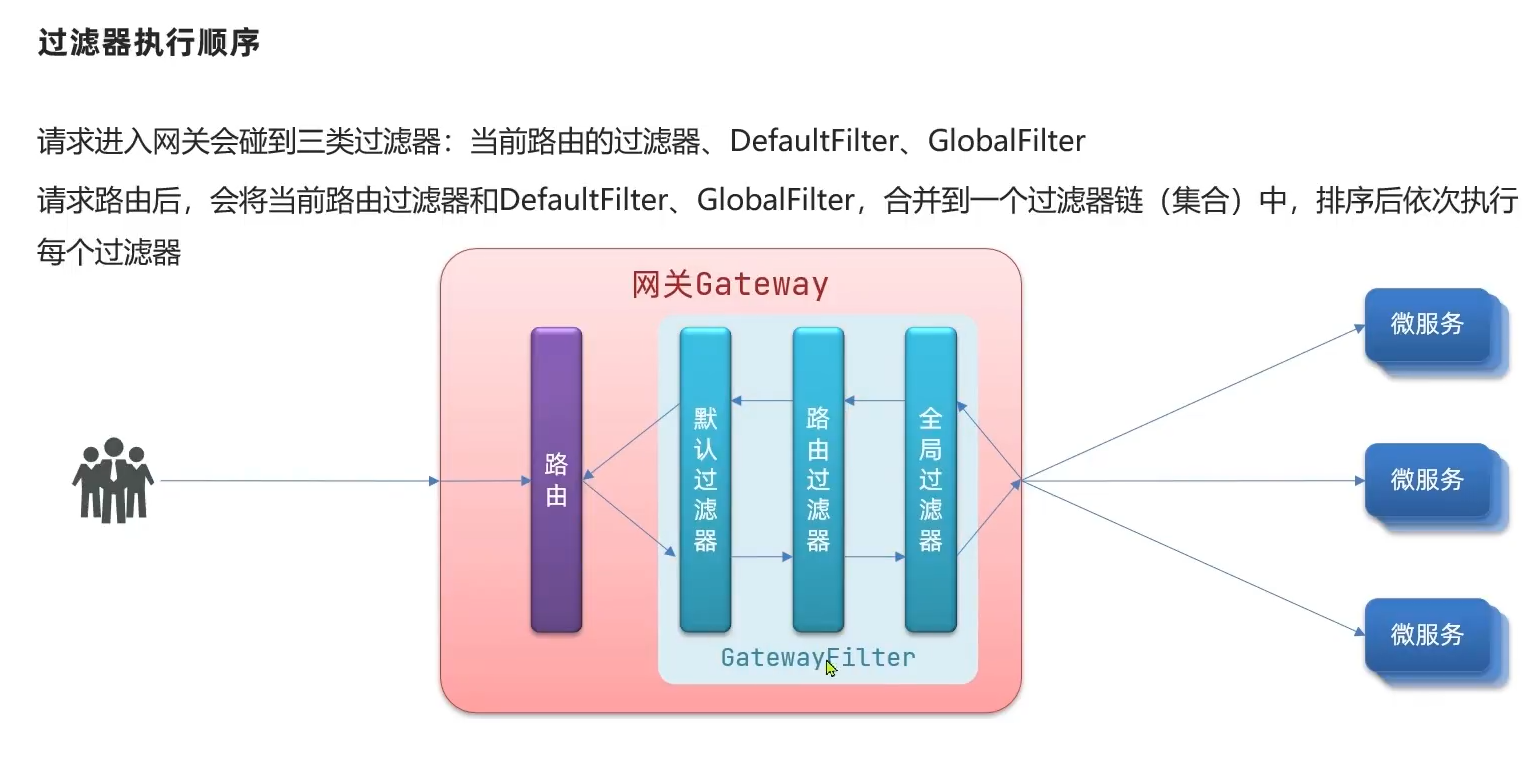 过滤器执行顺序
请求进入网关会碰到三类过滤器：当前路由的过滤器、DefaultFilter、GlobalFilter
请求路由后，会将当前路由过滤器和DefaultFilter、GlobalFilter，合并到一个过滤器链（集合）中，排序后依次执行
每个过滤器
网关Gateway
路由
默认过滤器
路由过滤器
全局过滤器
GatewayFilter
微服务
微服务
微服务